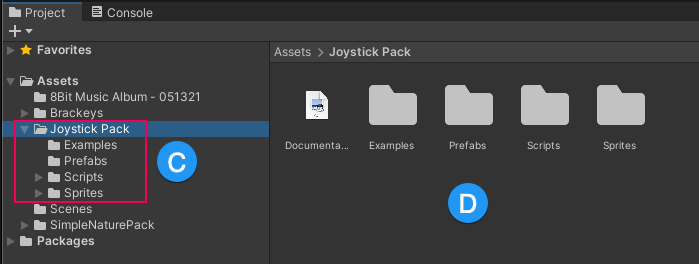 Project Console
Favorites
Assets
8Bit Music Album - 051321
Brackeys
Joystick Pack
Examples
Prefabs
Scripts
Sprites
Scenes
SimpleNaturePack
Packages
C
Assets > Joystick Pack
Documenta... Examples Prefabs Scripts Sprites
D